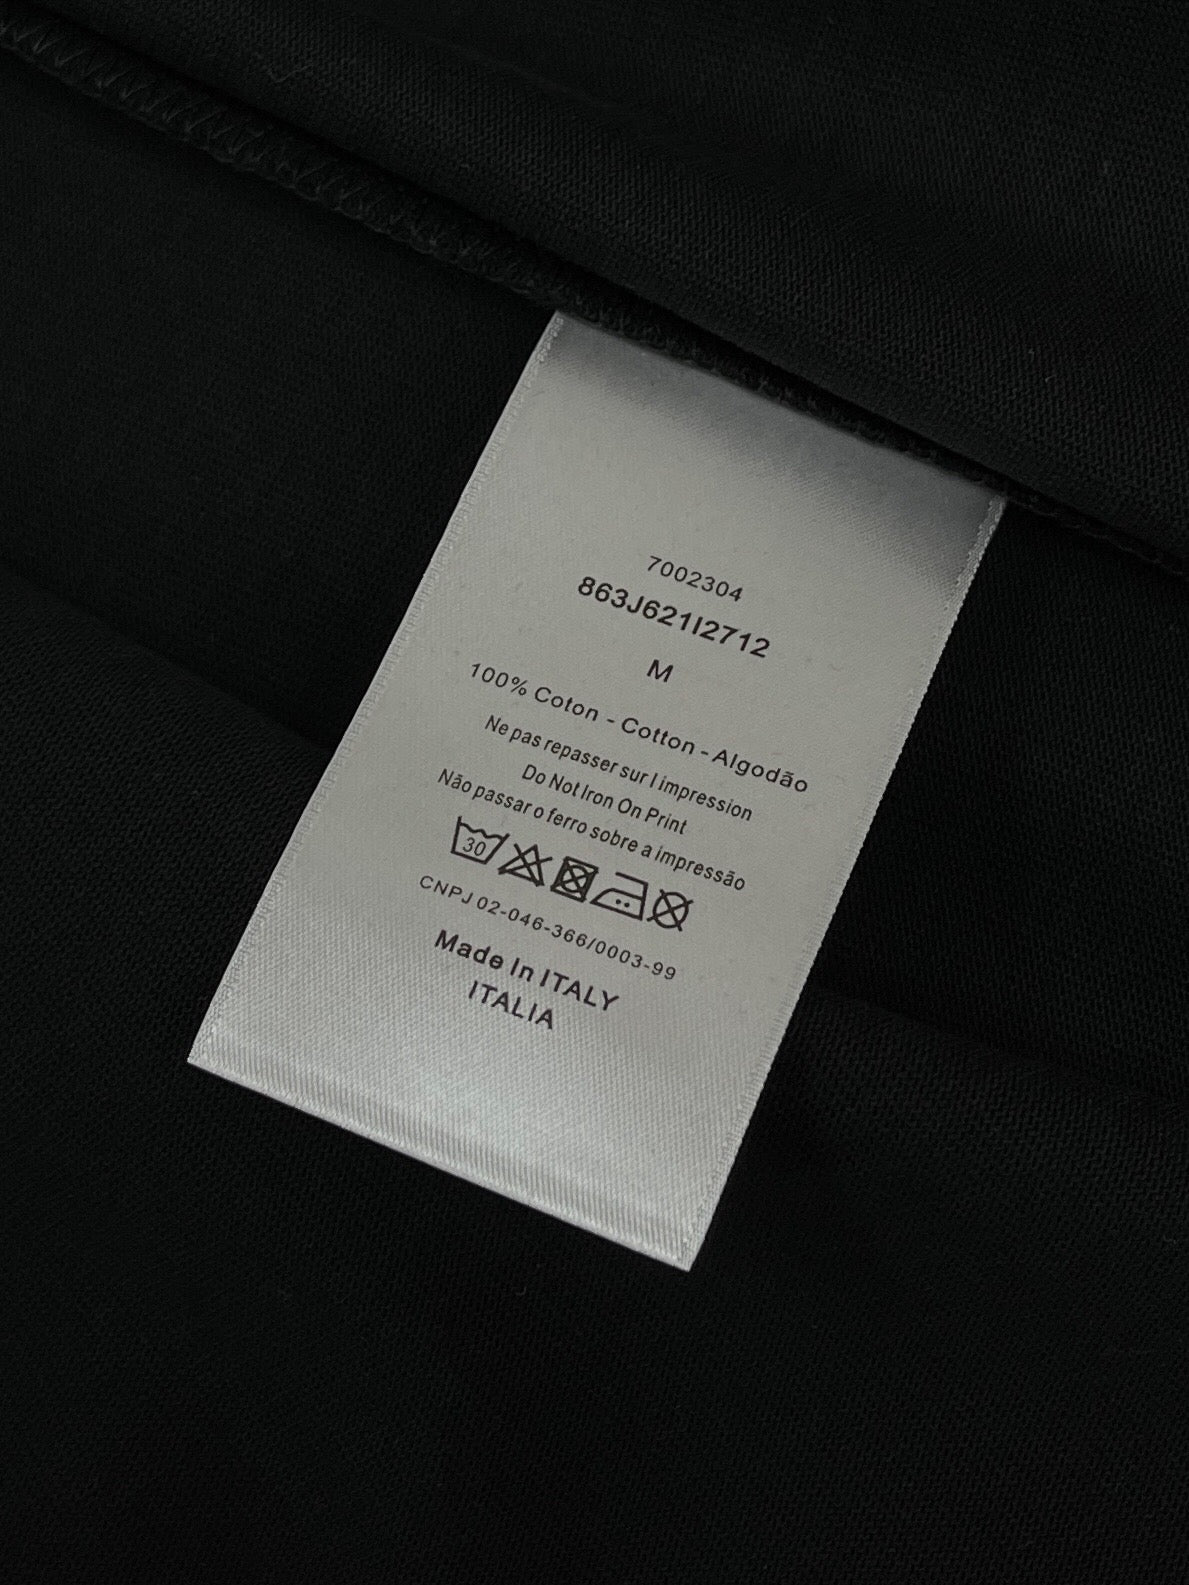 7002304
863J621I2712
M
100% Coton - Cotton - Algodão
Ne pas repasser sur l impression
Do Not Iron On Print
Não passar o ferro sobre a impressão
30
CNPJ 02-046-366/0003-99
Made In ITALY
ITALIA